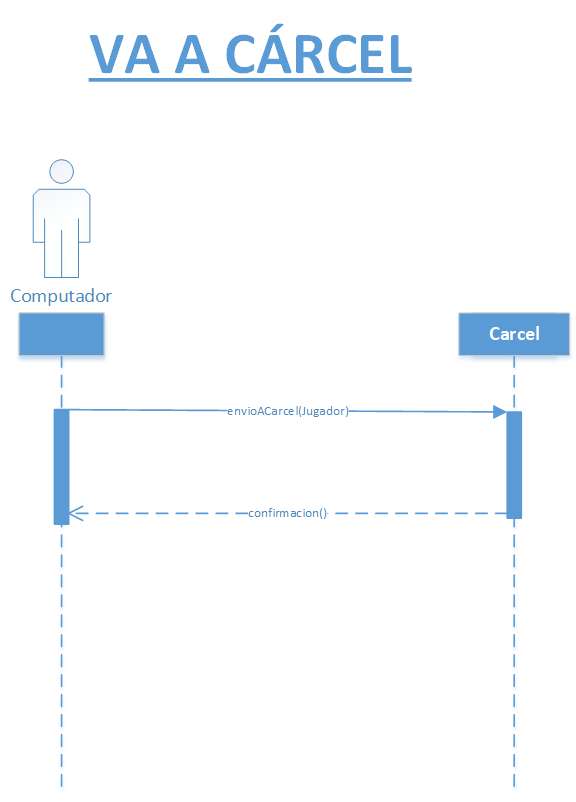 VA A CÁRCEL
Computador
Carcel
envioACarcel(Jugador)
confirmacion()